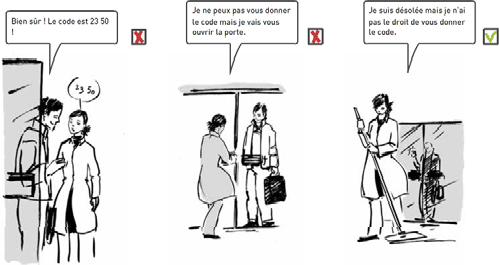 Bien sûr ! Le code est 23 50
!
23 50
Je ne peux pas vous donner
le code mais je vais vous
ouvrir la porte.
Je suis désolée mais je n'ai
pas le droit de vous donner
le code.